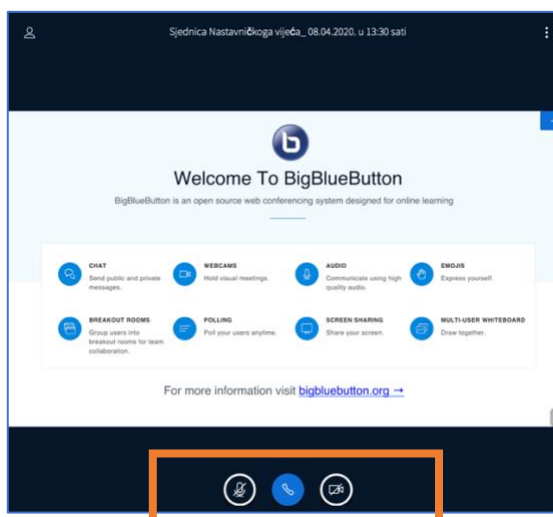 Sjednica Nastavničkoga vijeća_ 08.04.2020. u 13:30 sati
Welcome To BigBlueButton
BigBlueButton is an open source web conferencing system designed for online learning
CHAT
Send public and private
messages.
WEBCAMS
Hold visual meetings.
AUDIO
Communicate using high
quality audio.
EMOJIS
Express yourself.
BREAKOUT ROOMS
Group users into
breakout rooms for team
collaboration.
POLLING
Poll your users anytime.
SCREEN SHARING
Share your screen.
MULTI-USER WHITEBOARD
Draw together.
For more information visit bigbluebutton.org →